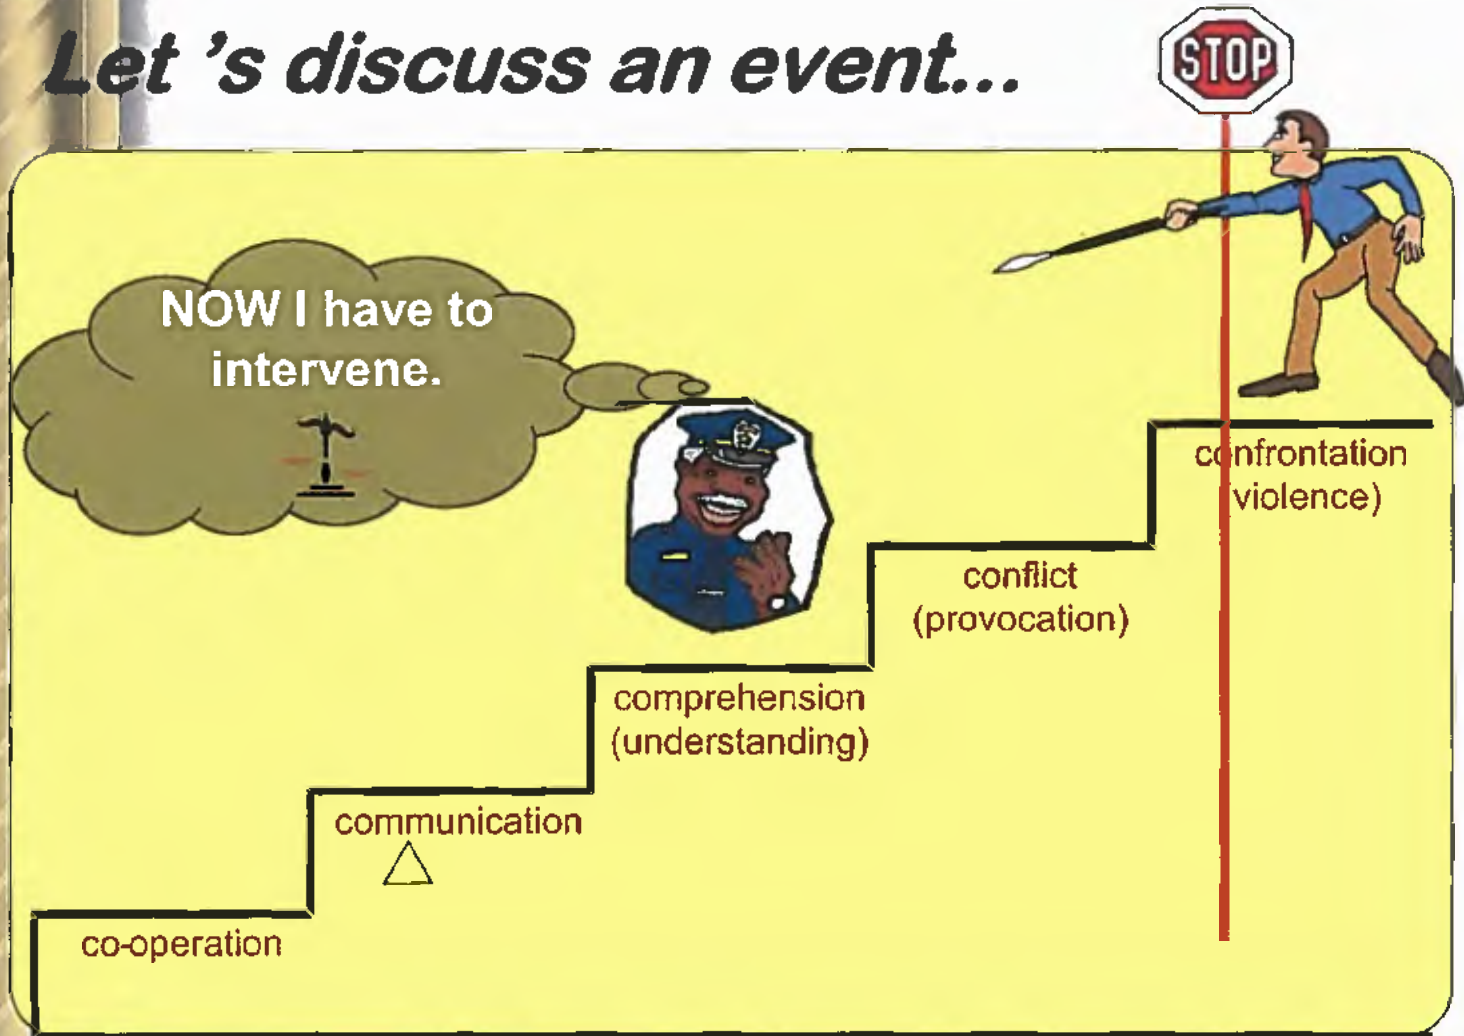 Let 's discuss an event...
STOP
NOW I have to
intervene.
confrontation
(violence)
conflict
(provocation)
comprehension
(understanding)
communication
co-operation